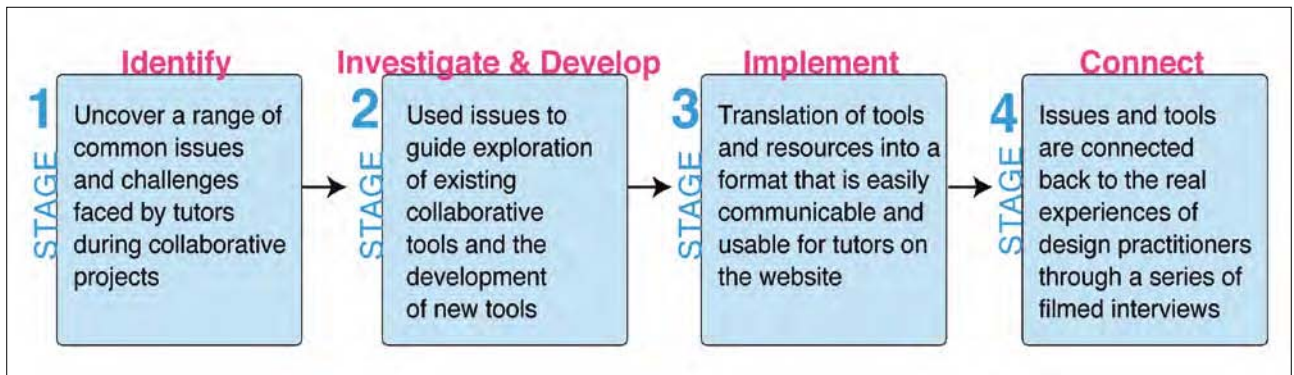 Identify
1
STAGE
Uncover a range of
common issues
and challenges
faced by tutors
during collaborative
projects
Investigate & Develop
2
STAGE
Used issues to
guide exploration
of existing
collaborative
tools and the
development
of new tools
Implement
3
STAGE
Translation of tools
and resources into a
format that is easily
communicable and
usable for tutors on
the website
Connect
4
STAGE
Issues and tools
are connected
back to the real
experiences of
design practitioners
through a series of
filmed interviews